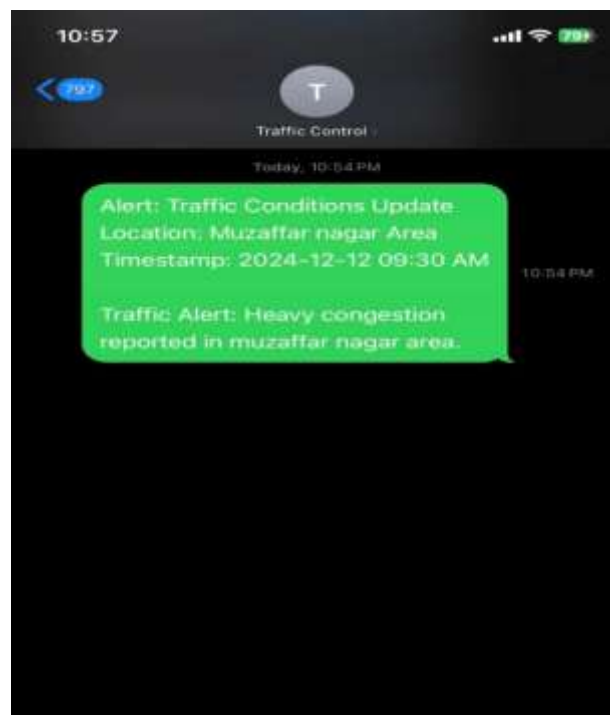 10:57
79
797
T
Traffic Control
Today, 10:54 PM
Alert: Traffic Conditions Update
Location: Muzaffar nagar Area
Timestamp: 2024-12-12 09:30 AM
10:54 PM
Traffic Alert: Heavy congestion
reported in muzaffar nagar area.